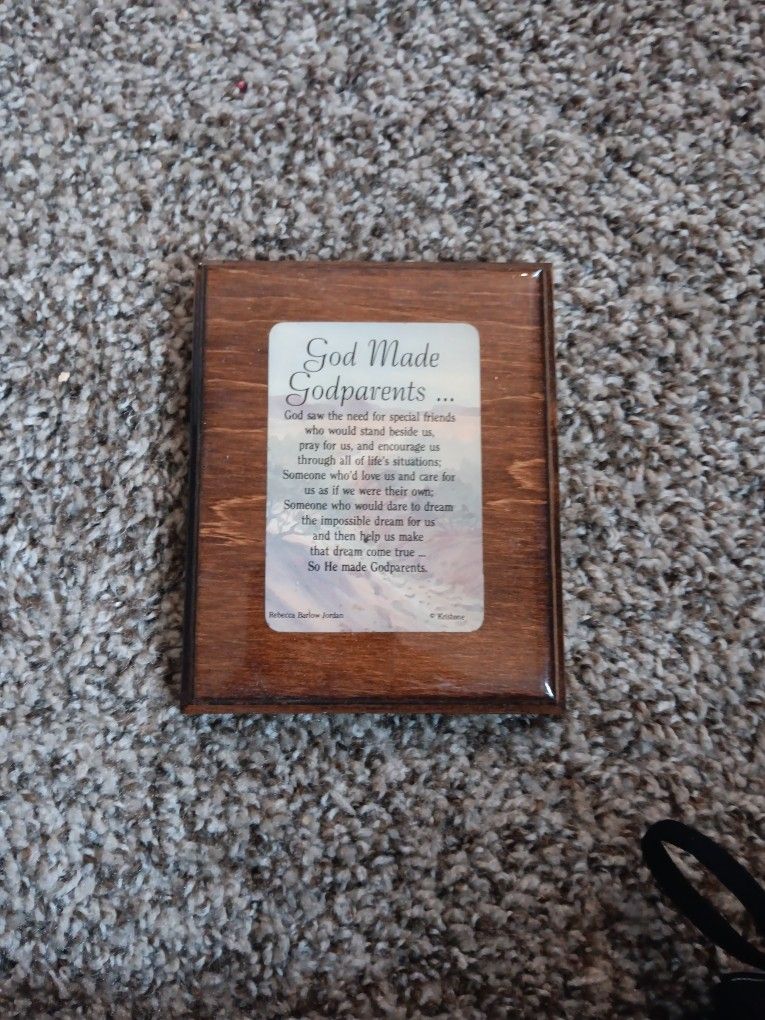 God Made
Godparents ...
God saw the need for special friends
who would stand beside us,
pray for us, and encourage us
through all of life's situations;
Someone who'd love us and care for
us as if we were their own;
Someone who would dare to dream
the impossible dream for us
and then help us make
that dream come true ...
So He made Godparents.
Rebecca Barlow Jordan © Kristone